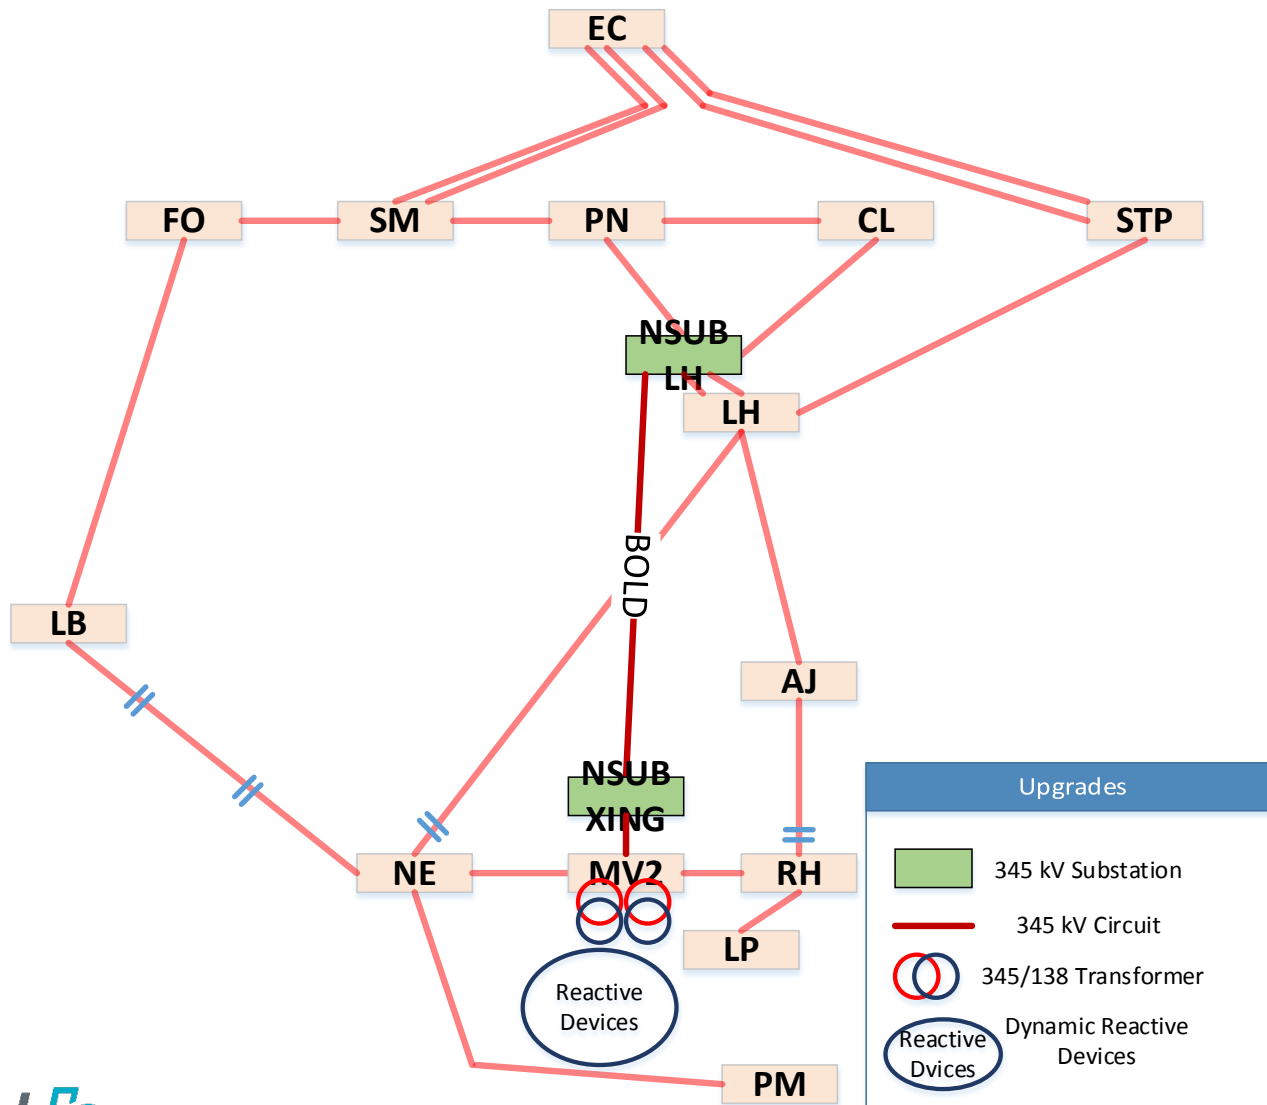 EC
FO
SM
PN
CL
STP
NSUB
LH
LH
BOLD
LB
AJ
NSUB
XING
NE
MV2
RH
LP
Reactive
Devices
PM
Upgrades
345 kV Substation
345 kV Circuit
345/138 Transformer
Reactive
Dvices
Dynamic Reactive
Devices